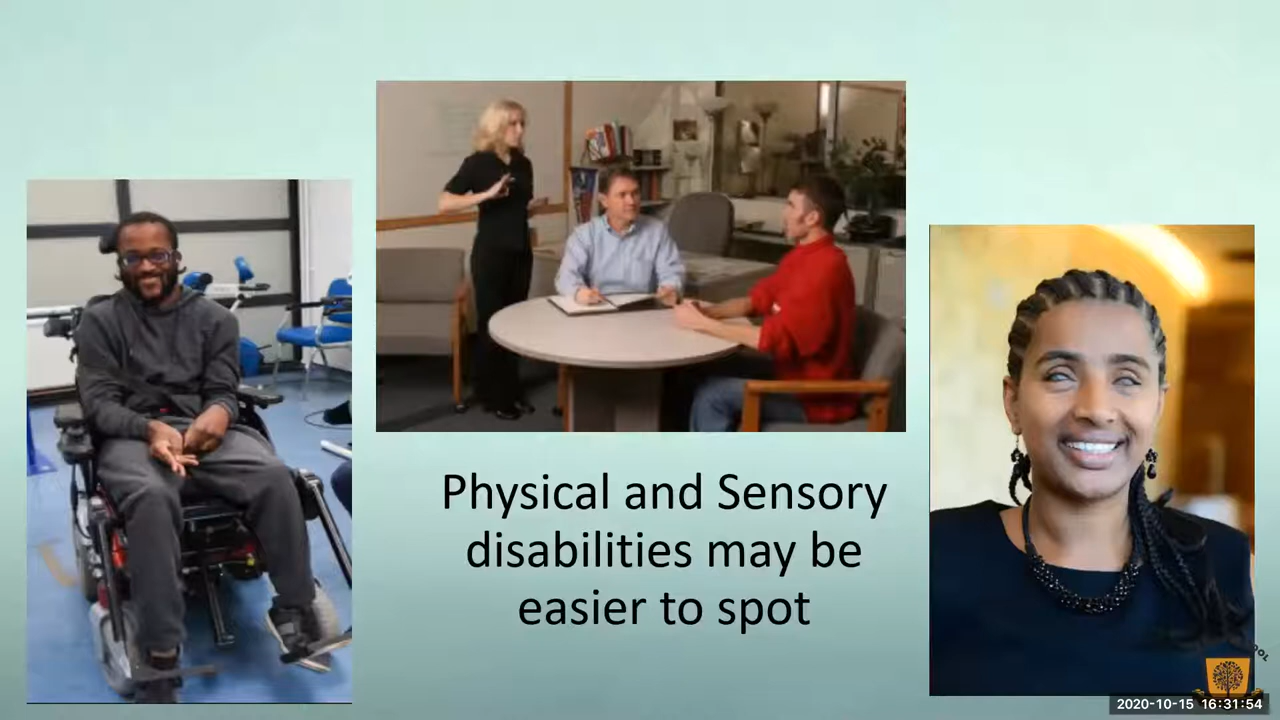 Physical and Sensory
disabilities may be
easier to spot
2020-10-15 16:31:54